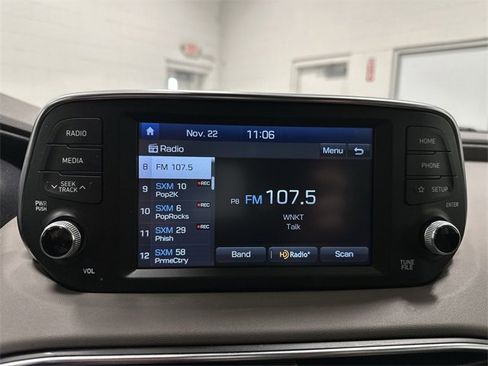 Nov. 22 11:06
Radio Menu
8 FM 107.5
9 SXM 10 REC
Pop2K
10 SXM 6 REC
PopRocks
11 SXM 29 REC
Phish
12 SXM 58
PrmeCtry
P8 FM 107.5
WNKT
Talk
Band HD Radio Scan
RADIO
MEDIA
SEEK
TRACK
PWR
PUSH
VOL
HOME
PHONE
SETUP
ENTER
TUNE
FILE